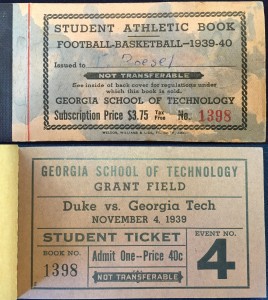 STUDENT ATHLETIC BOOK
FOOTBALL-BASKETBALL-1939-40
Issued to
NOT TRANSFERABLE
See inside of back cover for regulations under
which this book is sold.
GEORGIA SCHOOL OF TECHNOLOGY
Subscription Price $3.75 No. 1398
GEORGIA SCHOOL OF TECHNOLOGY
GRANT FIELD
Duke vs. Georgia Tech
NOVEMBER 4, 1939
STUDENT TICKET
EVENT NO.
4
BOOK NO.
1398
Admit One—Price 40c
NOT TRANSFERABLE